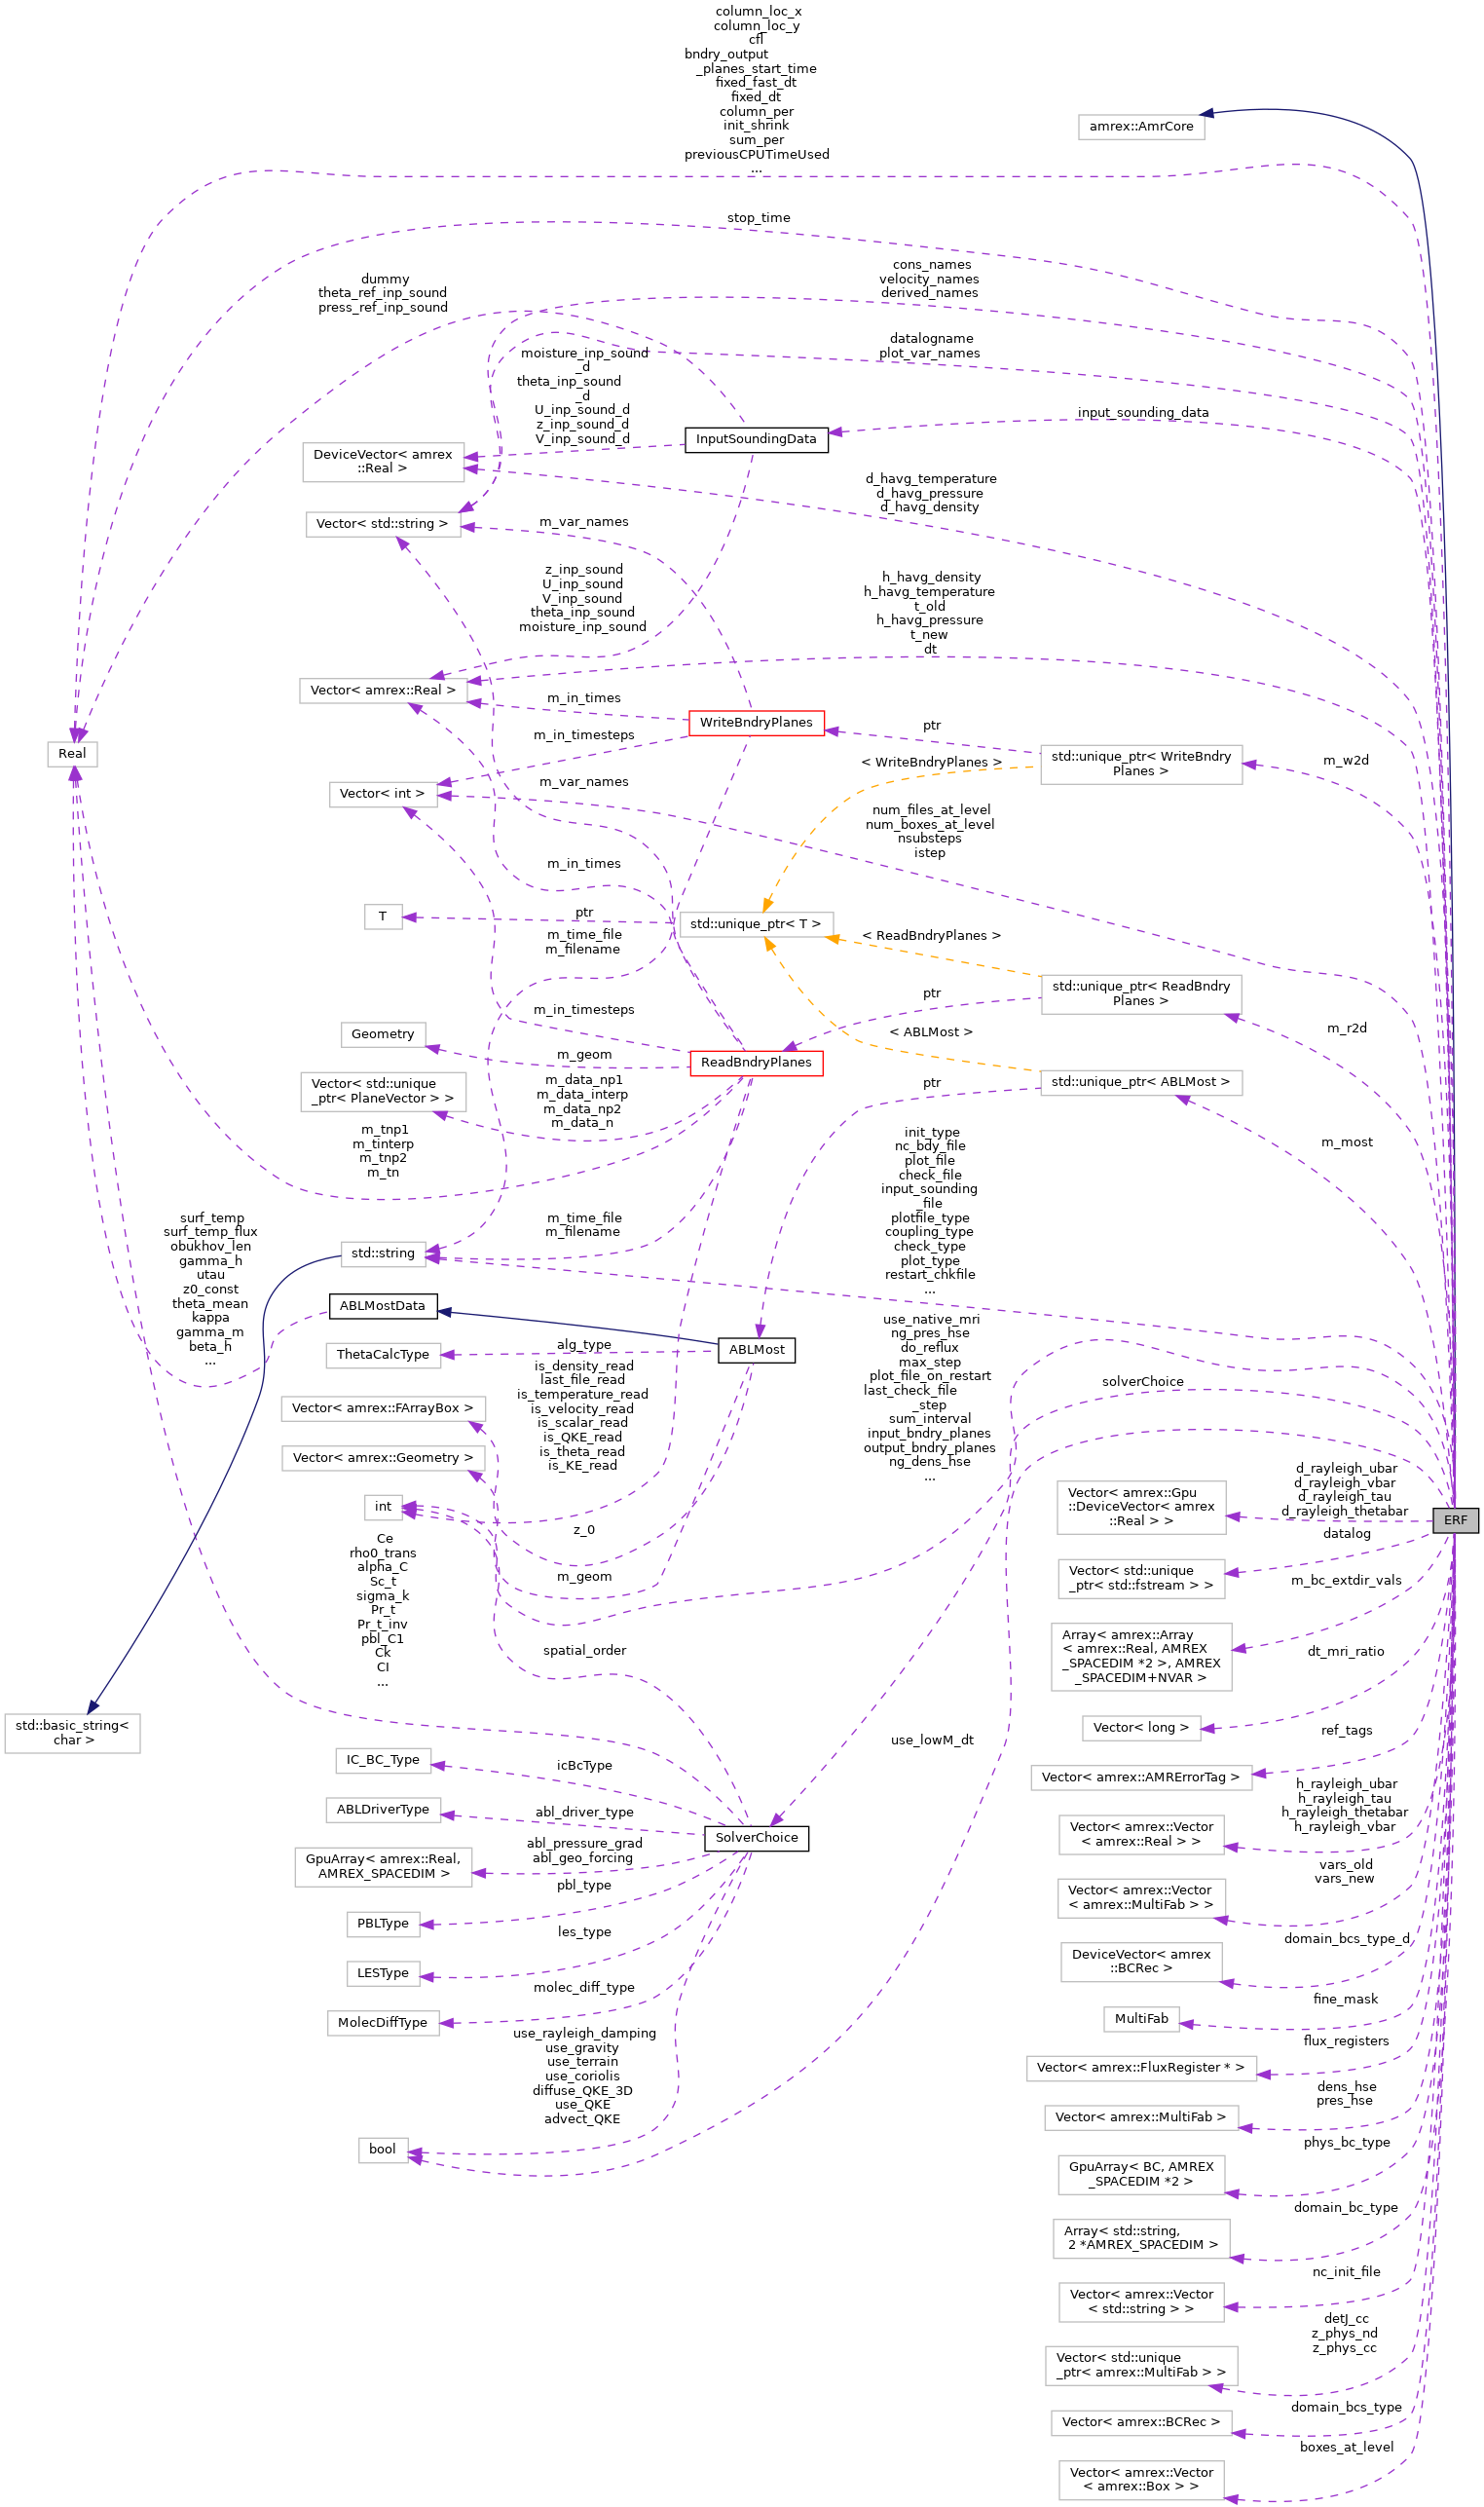 column_loc_x
column_loc_y
cfl
bndry_output
_planes_start_time
fixed_fast_dt
fixed_dt
column_per
init_shrink
sum_per
previousCPUTimeUsed
...
amrex::AmrCore
stop_time
cons_names
velocity_names
derived_names
dummy
theta_ref_inp_sound
press_ref_inp_sound
datalogname
plot_var_names
moisture_inp_sound
_d
theta_inp_sound
_d
U_inp_sound_d
z_inp_sound_d
V_inp_sound_d
input_sounding_data
InputSoundingData
DeviceVector< amrex
::Real >
d_havg_temperature
d_havg_pressure
d_havg_density
Vector< std::string >
m_var_names
z_inp_sound
U_inp_sound
V_inp_sound
theta_inp_sound
moisture_inp_sound
h_havg_density
h_havg_temperature
t_old
h_havg_pressure
t_new
dt
Vector< amrex::Real >
m_in_times
WriteBndryPlanes
ptr
std::unique_ptr< WriteBndry
Planes >
m_w2d
Real
m_in_timesteps
< WriteBndryPlanes >
Vector< int >
m_var_names
num_files_at_level
num_boxes_at_level
nsubsteps
istep
m_in_times
T
ptr
std::unique_ptr< T >
m_time_file
m_filename
< ReadBndryPlanes >
std::unique_ptr< ReadBndry
Planes >
ptr
m_in_timesteps
m_r2d
Geometry
< ABLMost >
m_geom
ReadBndryPlanes
Vector< std::unique
_ptr< PlaneVector > >
m_data_np1
m_data_interp
m_data_np2
m_data_n
ptr
std::unique_ptr< ABLMost >
m_tnp1
m_tinterp
m_tnp2
m_tn
m_most
init_type
nc_bdy_file
plot_file
check_file
input_sounding
_file
plotfile_type
coupling_type
check_type
plot_type
restart_chkfile
...
surf_temp
surf_temp_flux
obukhov_len
gamma_h
utau
z0_const
theta_mean
kappa
gamma_m
beta_h
...
m_time_file
m_filename
std::string
ABLMostData
ABLMost
ThetaCalcType
alg_type
use_native_mri
ng_pres_hse
do_reflux
max_step
plot_file_on_restart
last_check_file
_step
sum_interval
input_bndry_planes
output_bndry_planes
ng_dens_hse
...
is_density_read
last_file_read
is_temperature_read
is_velocity_read
is_scalar_read
is_QKE_read
is_theta_read
is_KE_read
solverChoice
Vector< amrex::FArrayBox >
Vector< amrex::Geometry >
int
z_0
m_geom
Vector< amrex::Gpu
::DeviceVector< amrex
::Real > >
d_rayleigh_ubar
d_rayleigh_vbar
d_rayleigh_tau
d_rayleigh_thetabar
ERF
datalog
Vector< std::unique
_ptr< std::fstream > >
m_bc_extdir_vals
Ce
rho0_trans
alpha_C
Sc_t
sigma_k
Pr_t
Pr_t_inv
pbl_C1
Ck
CI
...
spatial_order
Array< amrex::Array
< amrex::Real, AMREX
_SPACEDIM *2 >, AMREX
_SPACEDIM+NVAR >
dt_mri_ratio
std::basic_string<
char >
Vector< long >
ref_tags
use_lowM_dt
IC_BC_Type
icBcType
Vector< amrex::AMRErrorTag >
ABLDriverType
abl_driver_type
SolverChoice
h_rayleigh_ubar
h_rayleigh_tau
h_rayleigh_thetabar
h_rayleigh_vbar
Vector< amrex::Vector
< amrex::Real > >
GpuArray< amrex::Real,
AMREX_SPACEDIM >
abl_pressure_grad
abl_geo_forcing
pbl_type
vars_old
vars_new
Vector< amrex::Vector
< amrex::MultiFab > >
PBLType
les_type
domain_bcs_type_d
DeviceVector< amrex
::BCRec >
LESType
molec_diff_type
fine_mask
MolecDiffType
MultiFab
use_rayleigh_damping
use_gravity
use_terrain
use_coriolis
diffuse_QKE_3D
use_QKE
advect_QKE
flux_registers
Vector< amrex::FluxRegister * >
dens_hse
pres_hse
Vector< amrex::MultiFab >
bool
phys_bc_type
GpuArray< BC, AMREX
_SPACEDIM *2 >
domain_bc_type
Array< std::string,
2 *AMREX_SPACEDIM >
nc_init_file
Vector< amrex::Vector
< std::string > >
detJ_cc
z_phys_nd
z_phys_cc
Vector< std::unique
_ptr< amrex::MultiFab > >
domain_bcs_type
Vector< amrex::BCRec >
boxes_at_level
Vector< amrex::Vector
< amrex::Box > >